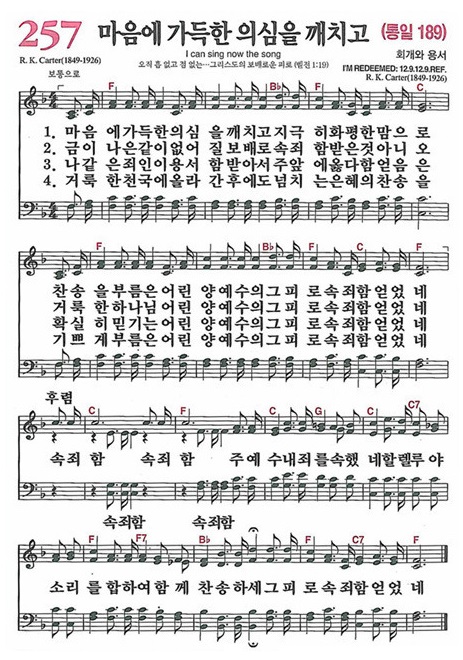 257 마음에 가득한 의심을 깨치고 (통일 189)
I can sing now the song
R. K. Carter(1849-1926) 오직 흠 없고 점 없는…그리스도의 보배로운 피로 (벧전 1:19) 회개와 용서
I'M REDEEMED: 12.9.12.9.REF.
보통으로 R. K. Carter(1849-1926)
F B♭ F C
1. 마음 에가득한의심 을깨치고지극 히화평한맘으 로
2. 금이 나은같이없어 질보배로속죄 함받은것아니 오
3. 나같 은죄인이용서 함받아서주앞 에옳다함얻음 은
4. 거룩 한천국에올라 간후에도넘치 는은혜의찬송 을
F B♭ F C F
찬송 을부름은어린 양예수의그피 로속죄함얻었 네
거룩 한하나님어린 양예수의그피 로속죄함얻었 네
확실 히믿기는어린 양예수의그피 로속죄함얻었 네
기쁘 게부름은어린 양예수의그피 로속죄함얻었 네
후렴
C F C G C C7
속죄 함 속죄 함 주예 수내죄를속했 네할렐루 야
속죄함 속죄함
F F7 B♭ F C7 F
소리 를합하여함께 찬송하세그피 로속죄함얻었 네